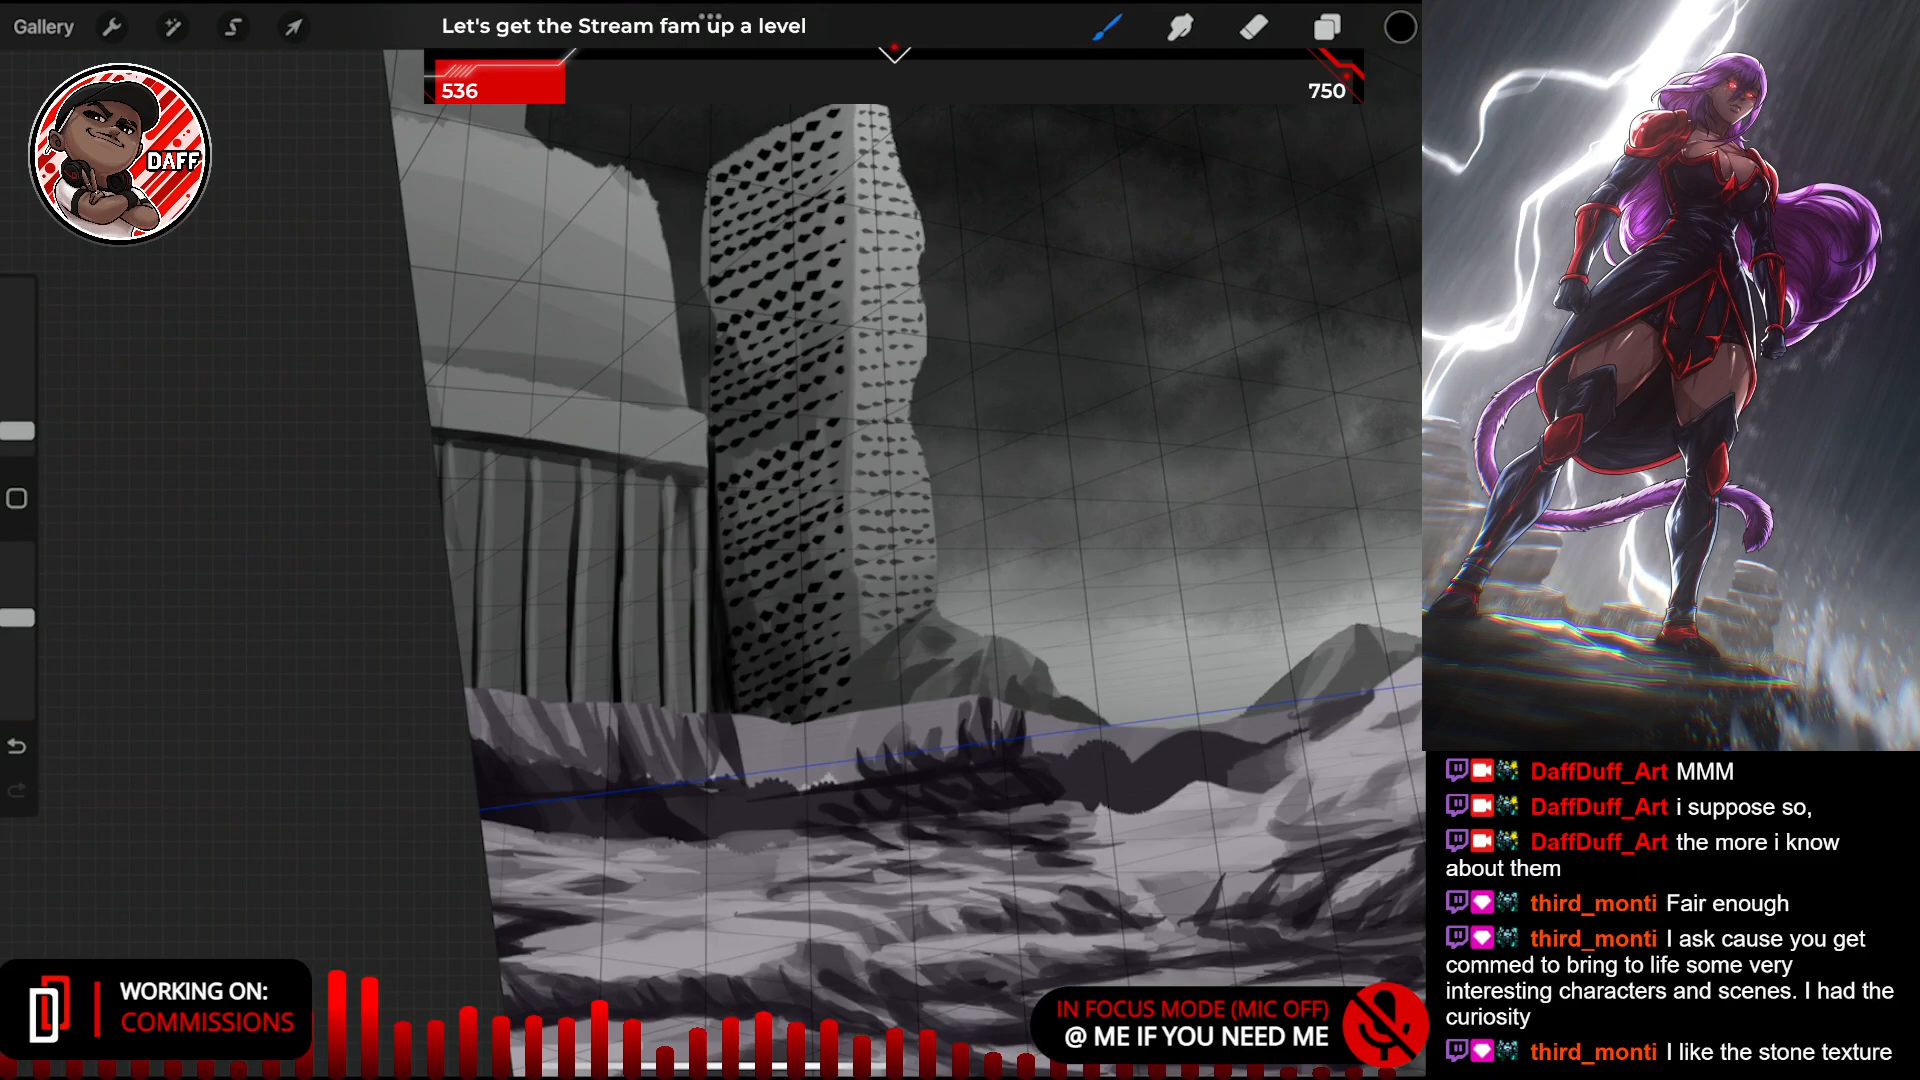 Gallery
Let's get the Stream fam up a level
536
750
DAFF
DaffDuff_Art MMM
DaffDuff_Art i suppose so,
DaffDuff_Art the more i know
about them
third_monti Fair enough
third_monti I ask cause you get
commed to bring to life some very
interesting characters and scenes. I had the
curiosity
third_monti I like the stone texture
WORKING ON:
COMMISSIONS
IN FOCUS MODE (MIC OFF)
@ ME IF YOU NEED ME